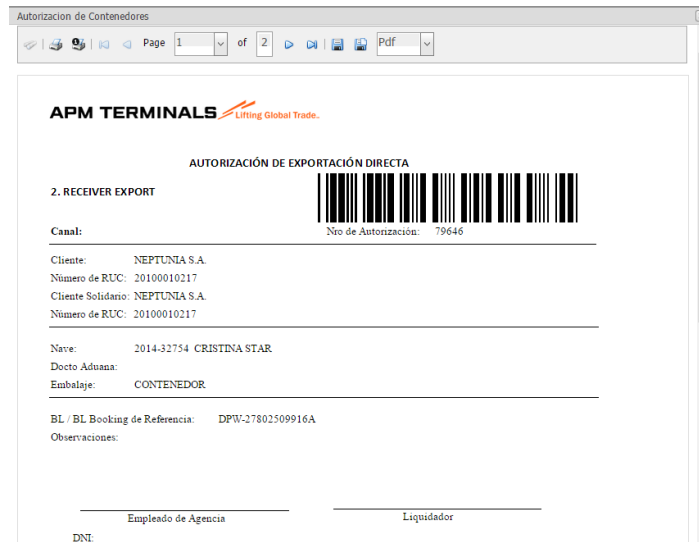 Autorizacion de Contenedores
Page 1 of 2 Pdf
APM TERMINALS Lifting Global Trade.
AUTORIZACIÓN DE EXPORTACIÓN DIRECTA
2. RECEIVER EXPORT
Canal: Nro de Autorización: 79646
Cliente: NEPTUNIA S.A.
Número de RUC: 20100010217
Cliente Solidario: NEPTUNIA S.A.
Número de RUC: 20100010217
Nave: 2014-32754 CRISTINA STAR
Docto Aduana:
Embalaje: CONTENEDOR
BL / BL Booking de Referencia: DPW-27802509916A
Observaciones:
Empleado de Agencia Liquidador
DNI: